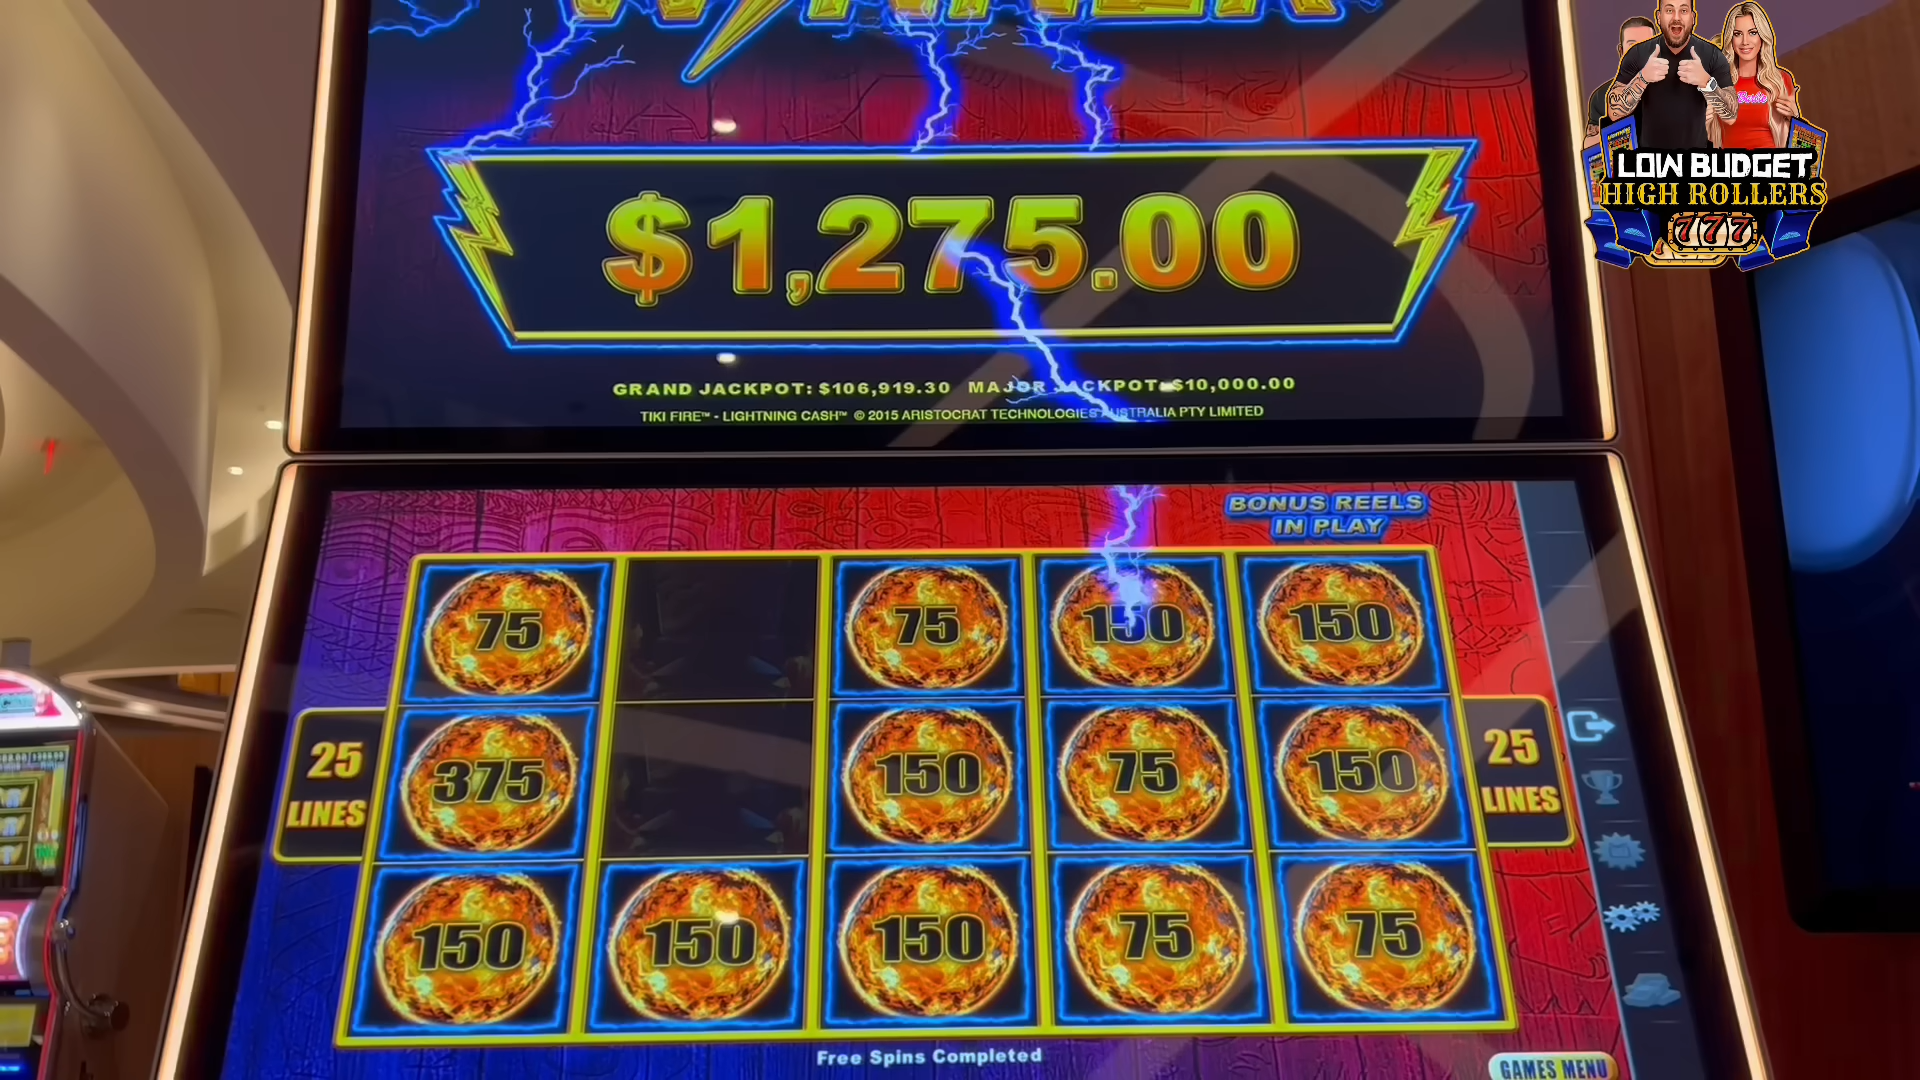 WINNER
LOW BUDGET
HIGH ROLLERS
777
$1,275.00
GRAND JACKPOT: $106,919.30 MAJOR JACKPOT: $10,000.00
TIKI FIRE™ - LIGHTNING CASH™ © 2015 ARISTOCRAT TECHNOLOGIES AUSTRALIA PTY LIMITED
BONUS REELS
IN PLAY
75 75 150 150
25
LINES
375 150 75 150
25
LINES
150 150 150 75 75
Free Spins Completed
GAMES MENU